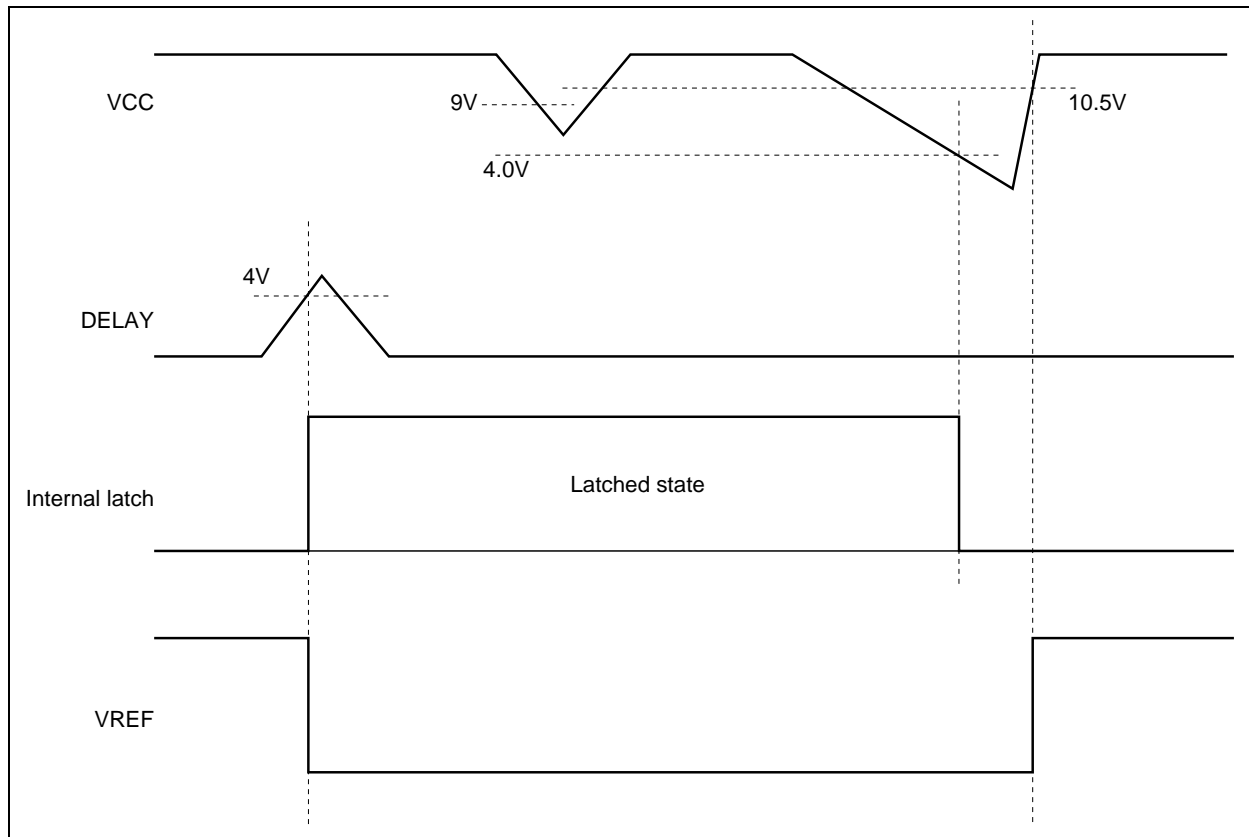 VCC
9V
10.5V
4.0V
4V
DELAY
Latched state
Internal latch
VREF